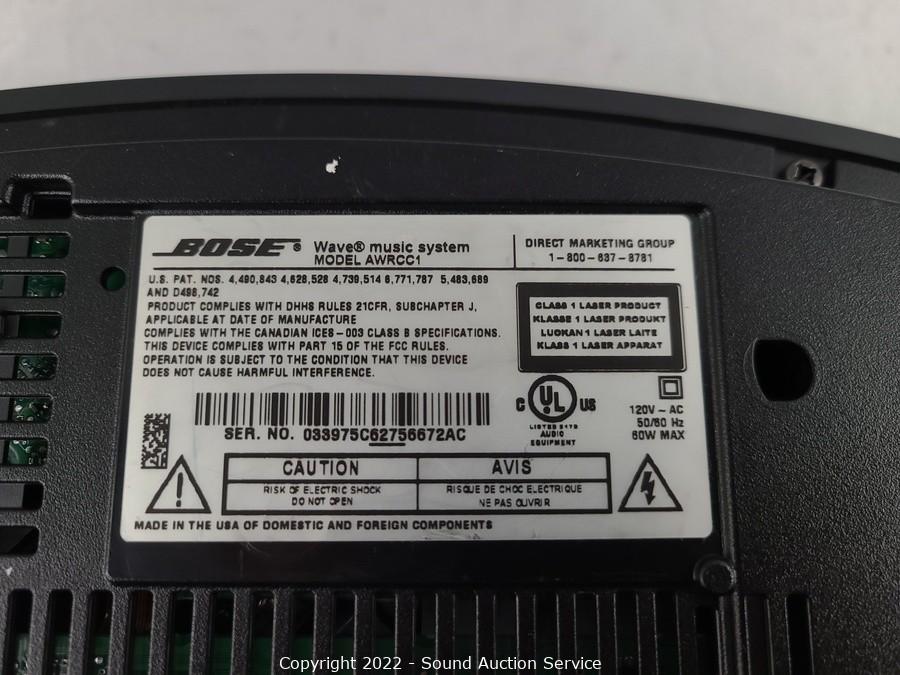 BOSE® Wave® music system
MODEL AWRCC1
DIRECT MARKETING GROUP
1-800-637-8781
U.S. PAT. NOS. 4,490,843 4,628,528 4,739,514 6,771,787 5,483,689
AND D498,742
PRODUCT COMPLIES WITH DHHS RULES 21CFR, SUBCHAPTER J,
APPLICABLE AT DATE OF MANUFACTURE
COMPLIES WITH THE CANADIAN ICES-003 CLASS B SPECIFICATIONS.
THIS DEVICE COMPLIES WITH PART 15 OF THE FCC RULES.
OPERATION IS SUBJECT TO THE CONDITION THAT THIS DEVICE
DOES NOT CAUSE HARMFUL INTERFERENCE.
CLASS 1 LASER PRODUCT
KLASSE 1 LASER PRODUKT
LUOKAN 1 LASER LAITE
KLASS 1 LASER APPARAT
SER. NO. 033975C62756672AC
C UL US
LISTED 3179
AUDIO
EQUIPMENT
120V ~ AC
50/60 Hz
60W MAX
CAUTION
RISK OF ELECTRIC SHOCK
DO NOT OPEN
AVIS
RISQUE DE CHOC ELECTRIQUE
NE PAS OUVRIR
MADE IN THE USA OF DOMESTIC AND FOREIGN COMPONENTS
Copyright 2022 - Sound Auction Service